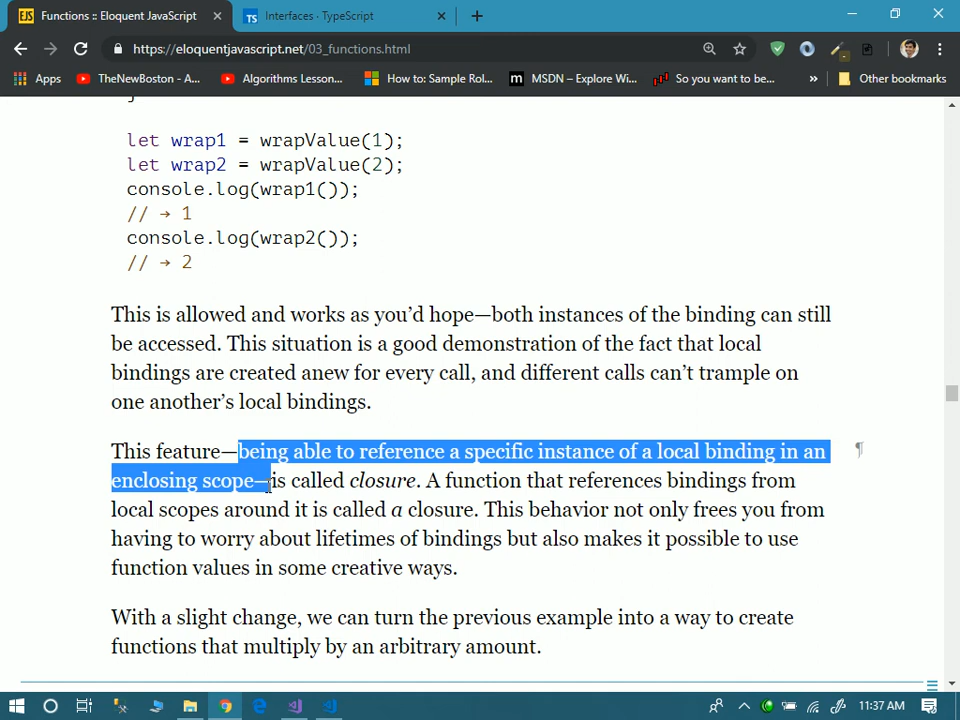 Functions :: Eloquent JavaScript
Interfaces · TypeScript
https://eloquentjavascript.net/03_functions.html
Apps
TheNewBoston - A...
Algorithms Lesson...
How to: Sample Rol...
MSDN – Explore Wi...
So you want to be...
»
Other bookmarks
let wrap1 = wrapValue(1);
let wrap2 = wrapValue(2);
console.log(wrap1());
// → 1
console.log(wrap2());
// → 2
This is allowed and works as you’d hope—both instances of the binding can still
be accessed. This situation is a good demonstration of the fact that local
bindings are created anew for every call, and different calls can’t trample on
one another’s local bindings.
This feature—being able to reference a specific instance of a local binding in an ¶
enclosing scope—is called closure. A function that references bindings from
local scopes around it is called a closure. This behavior not only frees you from
having to worry about lifetimes of bindings but also makes it possible to use
function values in some creative ways.
With a slight change, we can turn the previous example into a way to create
functions that multiply by an arbitrary amount.
11:37 AM